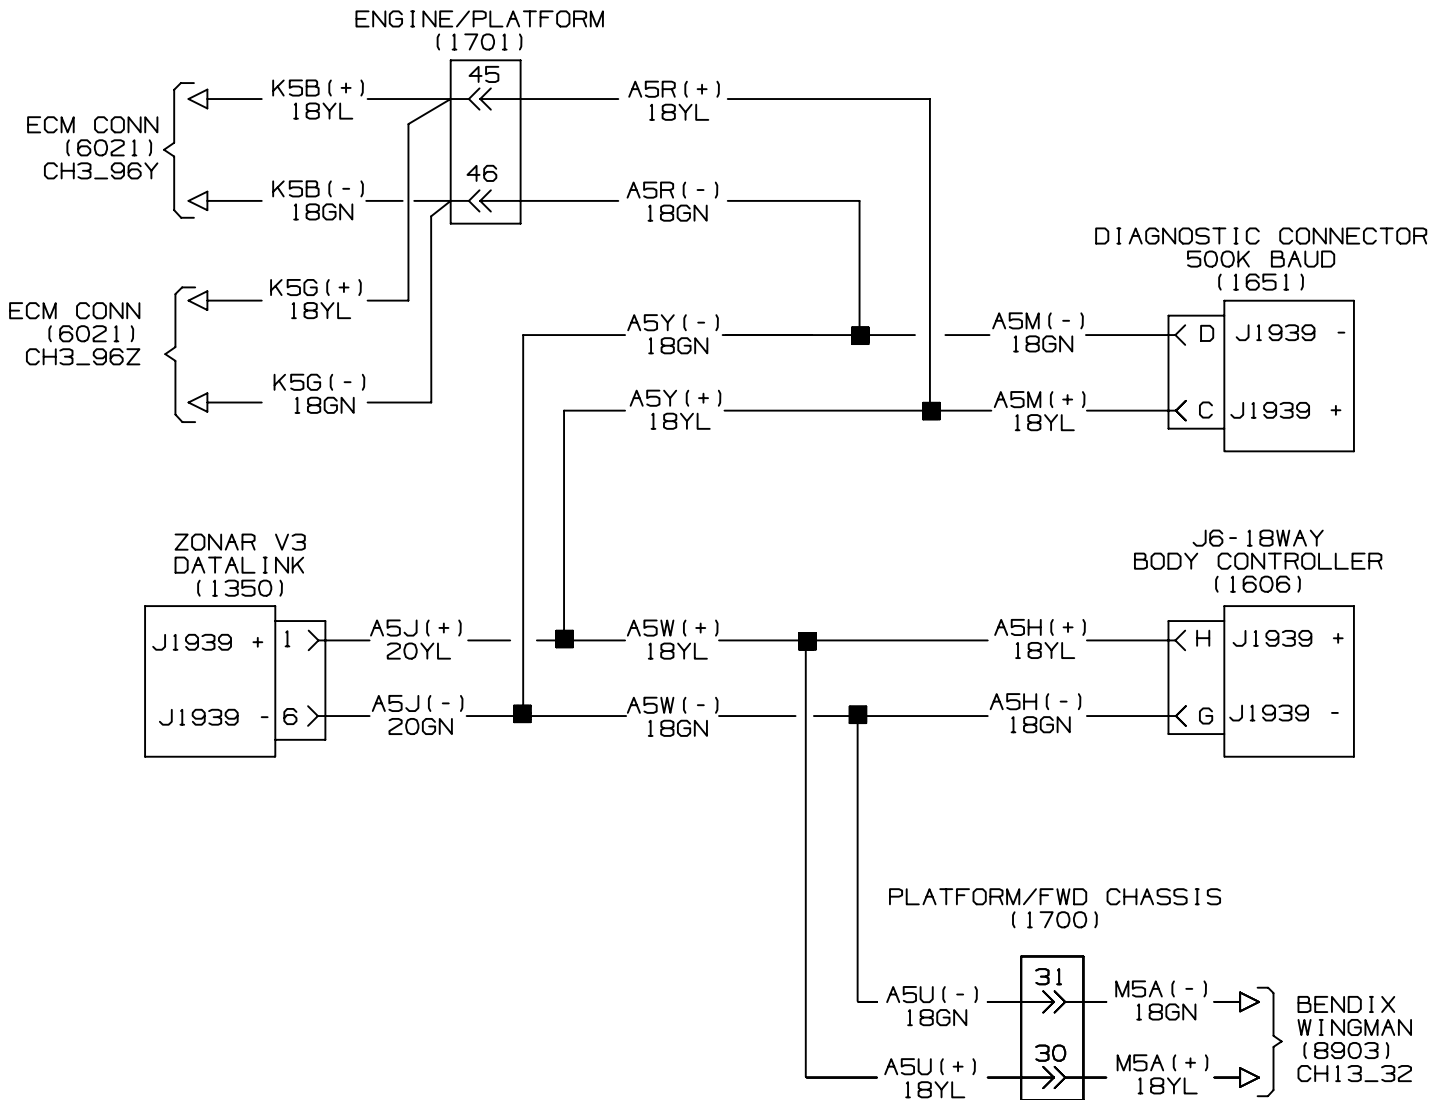 ENGINE/PLATFORM
(1701)
45
K5B(+)
18YL
A5R(+)
18YL
ECM CONN
(6021)
CH3_96Y
46
K5B(-)
18GN
A5R(-)
18GN
DIAGNOSTIC CONNECTOR
500K BAUD
(1651)
K5G(+)
18YL
ECM CONN
(6021)
CH3_96Z
A5Y(-)
18GN
A5M(-)
18GN
D J1939 -
K5G(-)
18GN
A5Y(+)
18YL
A5M(+)
18YL
C J1939 +
ZONAR V3
DATALINK
(1350)
J6-18WAY
BODY CONTROLLER
(1606)
J1939 + 1
A5J(+)
20YL
A5W(+)
18YL
A5H(+)
18YL
H J1939 +
J1939 - 6
A5J(-)
20GN
A5W(-)
18GN
A5H(-)
18GN
G J1939 -
PLATFORM/FWD CHASSIS
(1700)
31
A5U(-)
18GN
M5A(-)
18GN
30
A5U(+)
18YL
M5A(+)
18YL
BENDIX
WINGMAN
(8903)
CH13_32